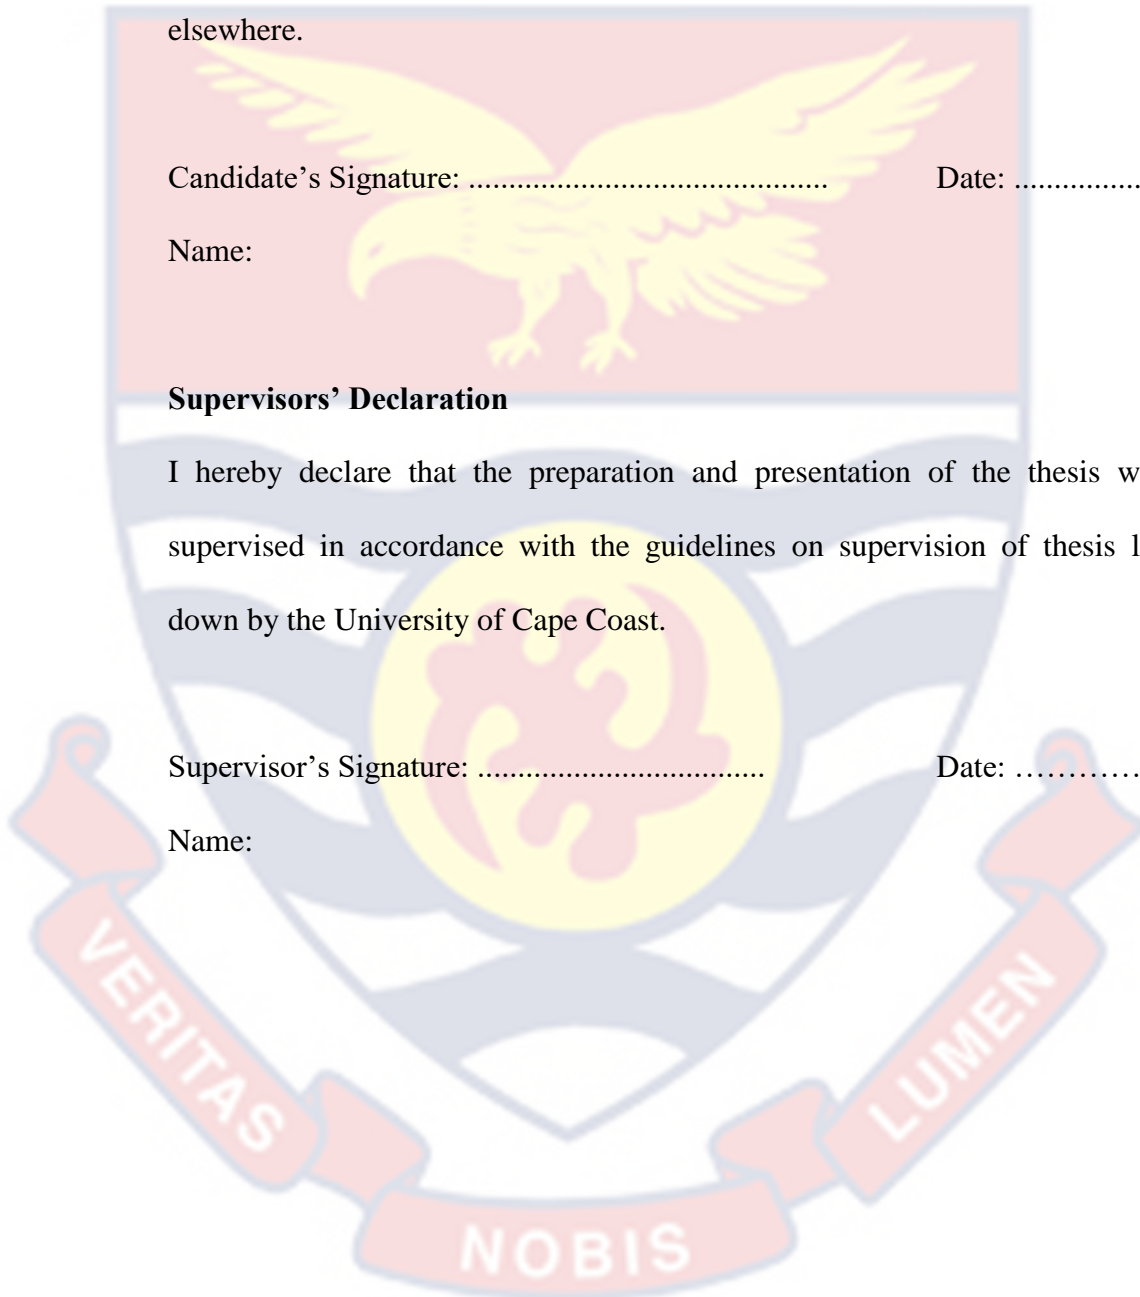 elsewhere.
Candidate’s Signature: ............................................. Date: ................
Name:
Supervisors’ Declaration
I hereby declare that the preparation and presentation of the thesis w
supervised in accordance with the guidelines on supervision of thesis l
down by the University of Cape Coast.
Supervisor’s Signature: .................................... Date: …………
Name:
VERITAS
NOBIS
LUMEN